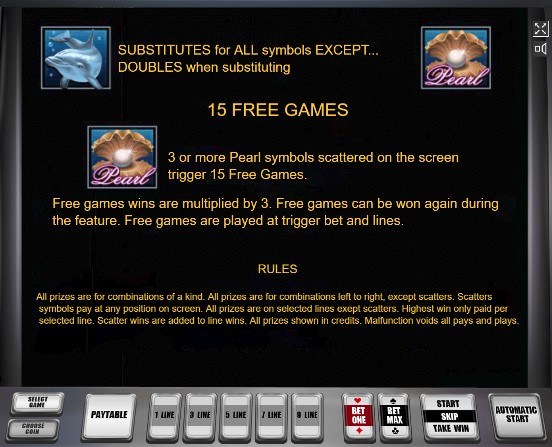 SUBSTITUTES for ALL symbols EXCEPT...
DOUBLES when substituting
Pearl
15 FREE GAMES
Pearl
3 or more Pearl symbols scattered on the screen
trigger 15 Free Games.
Free games wins are multiplied by 3. Free games can be won again during
the feature. Free games are played at trigger bet and lines.
RULES
All prizes are for combinations of a kind. All prizes are for combinations left to right, except scatters. Scatters
symbols pay at any position on screen. All prizes are on selected lines exept scatters. Highest win only paid per
selected line. Scatter wins are added to line wins. All prizes shown in credits. Malfunction voids all pays and plays.
SELECT
GAME
CHOOSE
COIN
PAYTABLE
1 LINE
3 LINE
5 LINE
7 LINE
9 LINE
BET
ONE
BET
MAX
START
SKIP
TAKE WIN
AUTOMATIC
START